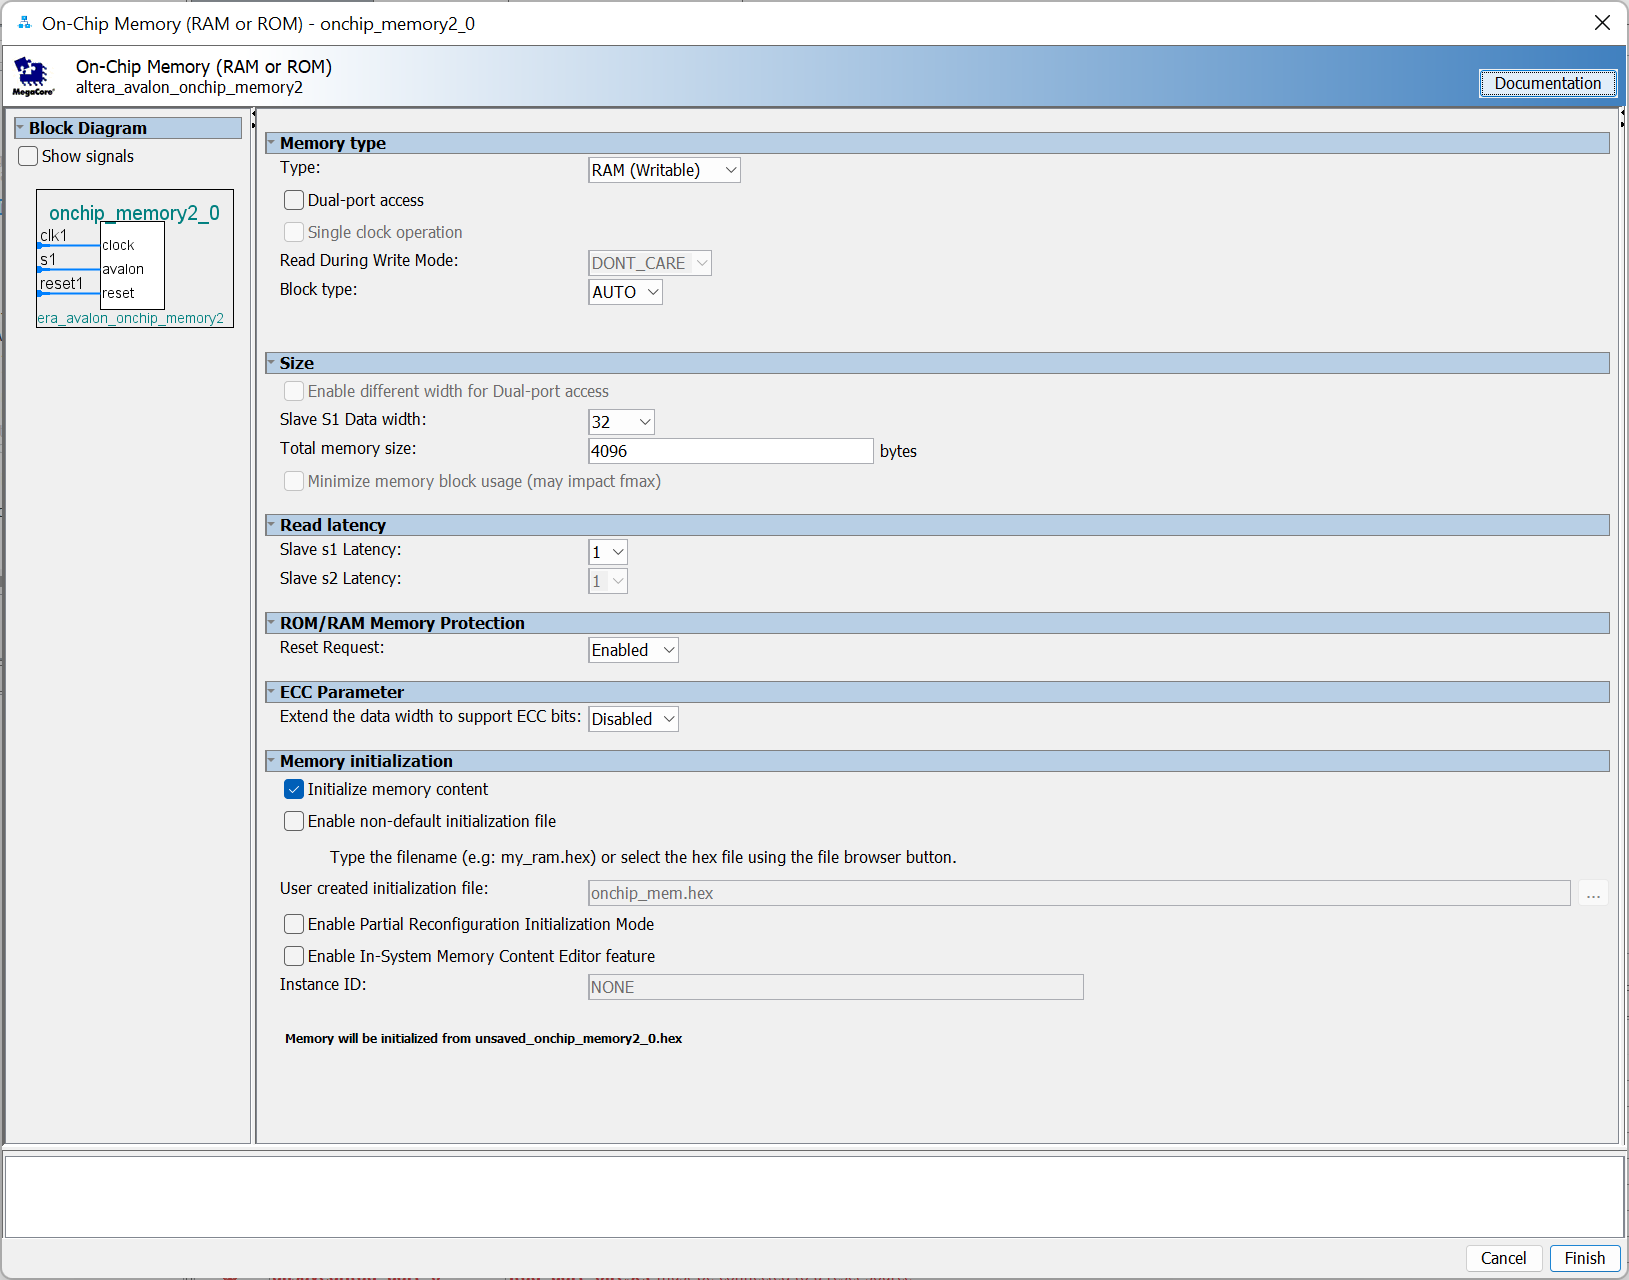 On-Chip Memory (RAM or ROM) - onchip_memory2_0
MegaCore'
On-Chip Memory (RAM or ROM)
altera_avalon_onchip_memory2
Documentation
Block Diagram
Show signals
onchip_memory2_0
clk1
clock
s1
avalon
reset1
reset
era_avalon_onchip_memory2
Memory type
Type: RAM (Writable)
Dual-port access
Single clock operation
Read During Write Mode: DONT_CARE
Block type: AUTO
Size
Enable different width for Dual-port access
Slave S1 Data width: 32
Total memory size: 4096 bytes
Minimize memory block usage (may impact fmax)
Read latency
Slave s1 Latency: 1
Slave s2 Latency: 1
ROM/RAM Memory Protection
Reset Request: Enabled
ECC Parameter
Extend the data width to support ECC bits: Disabled
Memory initialization
Initialize memory content
Enable non-default initialization file
Type the filename (e.g: my_ram.hex) or select the hex file using the file browser button.
User created initialization file: onchip_mem.hex ...
Enable Partial Reconfiguration Initialization Mode
Enable In-System Memory Content Editor feature
Instance ID: NONE
Memory will be initialized from unsaved_onchip_memory2_0.hex
Cancel Finish